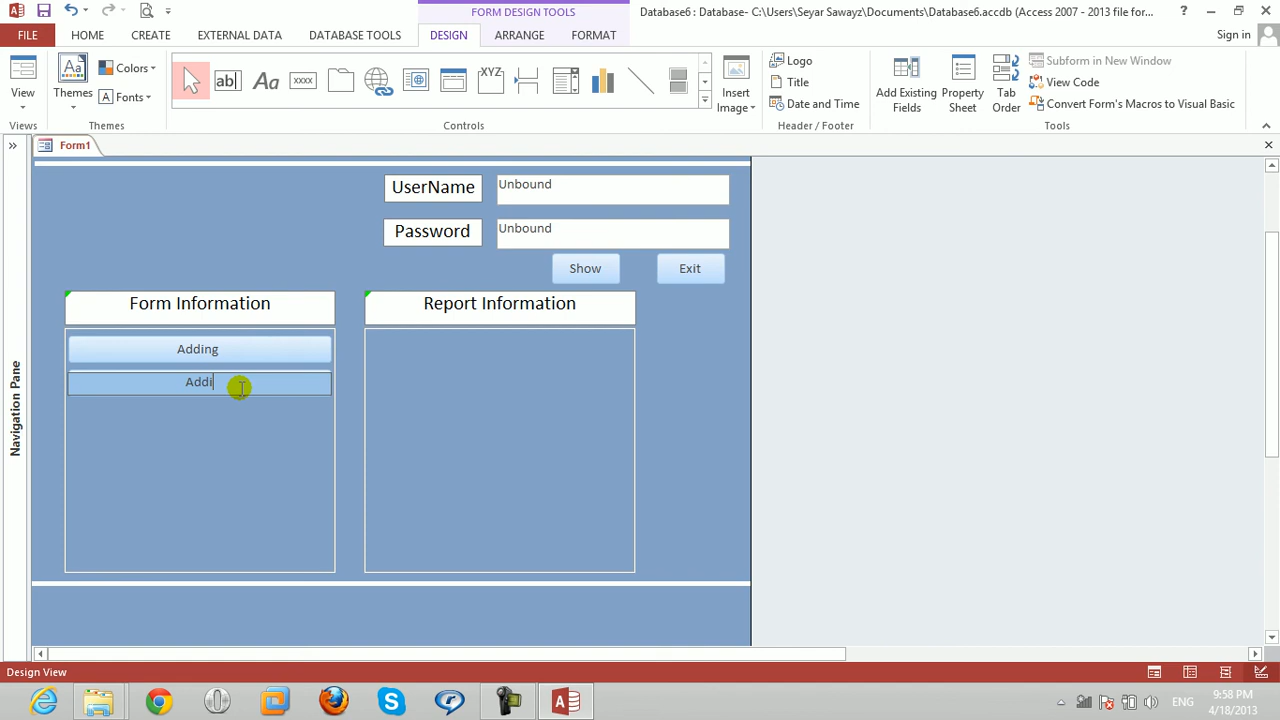 FORM DESIGN TOOLS
Database6 : Database- C:\Users\Seyar Sawayz\Documents\Database6.accdb (Access 2007 - 2013 file for...
?
FILE
HOME
CREATE
EXTERNAL DATA
DATABASE TOOLS
DESIGN
ARRANGE
FORMAT
Sign in
View
Themes
Colors
Fonts
ab|
Aa
xxxx
XYZ
Insert
Image
Logo
Title
Date and Time
Add Existing
Fields
Property
Sheet
Tab
Order
Subform in New Window
View Code
Convert Form's Macros to Visual Basic
Views
Themes
Controls
Header / Footer
Tools
Form1
Navigation Pane
UserName
Unbound
Password
Unbound
Show
Exit
Form Information
Report Information
Adding
Addi
Design View
ENG
9:58 PM
4/18/2013